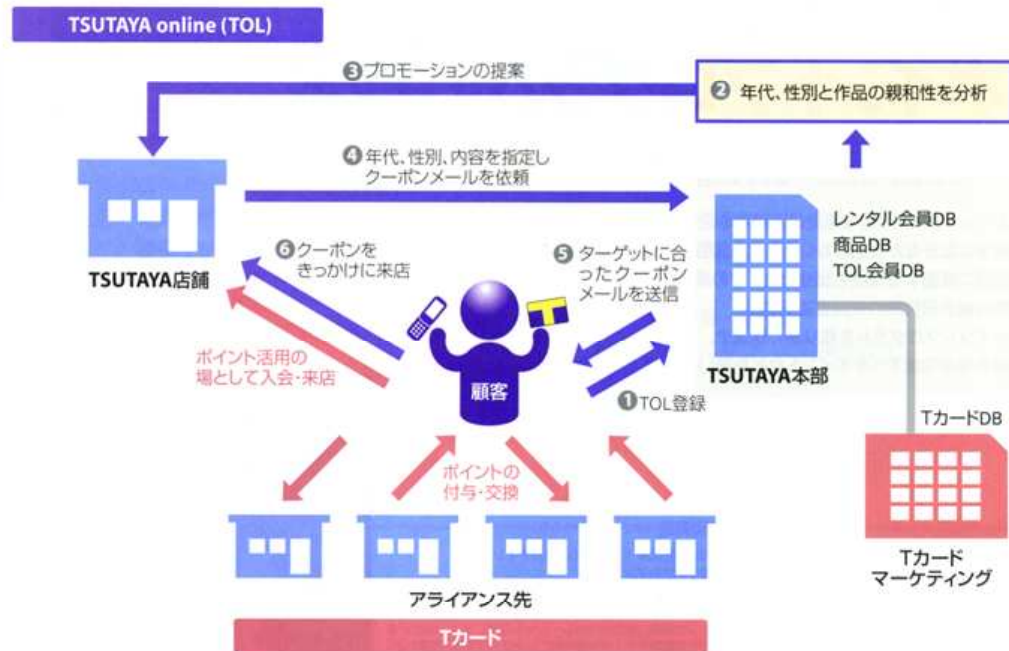 TSUTAYA online (TOL)
❸プロモーションの提案
❷ 年代、性別と作品の親和性を分析
❹年代、性別、内容を指定し
クーポンメールを依頼
レンタル会員DB
商品DB
TOL会員DB
❻クーポンを
きっかけに来店
❺ターゲットに合
ったクーポン
メールを送信
TSUTAYA店舗
T
ポイント活用の
場として入会・来店
顧客
TSUTAYA本部
❶TOL登録
TカードDB
ポイントの
付与・交換
Tカード
マーケティング
アライアンス先
Tカード